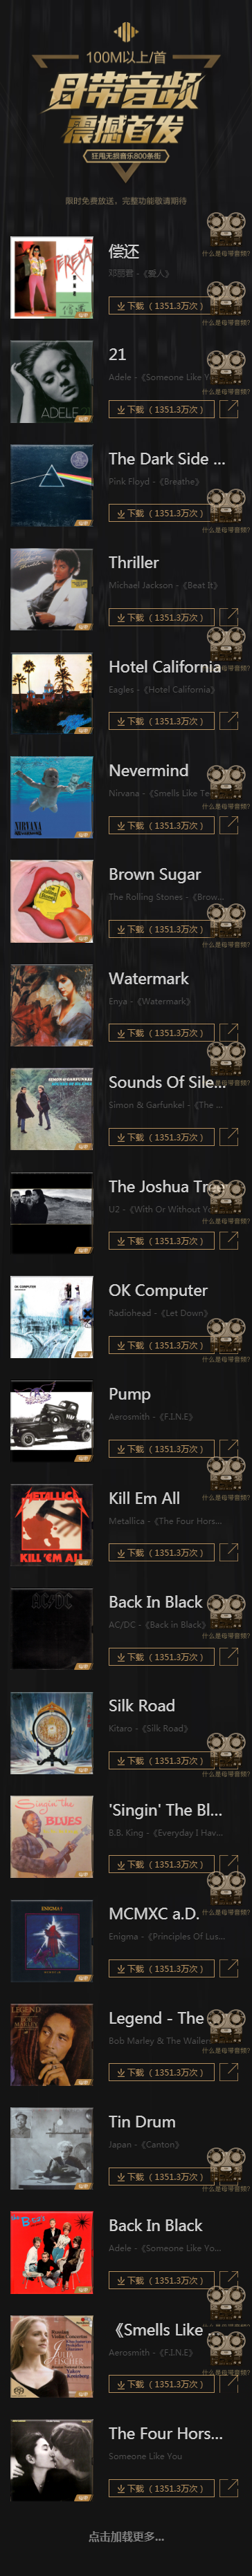 100M以上/首
母带音频
震撼首发
狂甩无损音乐800条街
限时免费放送，完整功能敬请期待
偿还
邓丽君 -《爱人》
下载（1351.3万次）
什么是母带音频?
什么是母带音频?
21
Adele -《Someone Like Y
下载（1351.3万次）
什么是母带音频?
The Dark Side ...
Pink Floyd -《Breathe》
下载（1351.3万次）
什么是母带音频?
Thriller
Michael Jackson -《Beat It》
下载（1351.3万次）
Hotel California
Eagles -《Hotel California》
下载（1351.3万次）
什么是母带音频?
Nevermind
Nirvana -《Smells Like Te
下载（1351.3万次）
什么是母带音频?
Brown Sugar
The Rolling Stones -《Brow...
下载（1351.3万次）
什么是母带音频?
Watermark
Enya -《Watermark》
下载（1351.3万次）
Sounds Of Sile...
Simon & Garfunkel -《The ...
下载（1351.3万次）
The Joshua Tr
U2 -《With Or Without Yo
下载（1351.3万次）
什么是母带音频?
OK Computer
Radiohead -《Let Down》
下载（1351.3万次）
什么是母带音频?
Pump
Aerosmith -《F.I.N.E》
下载（1351.3万次）
Kill Em All
Metallica -《The Four Hors...
下载（1351.3万次）
什么是母带音频?
Back In Black
AC/DC -《Back in Black》
下载（1351.3万次）
什么是母带音频?
Silk Road
Kitaro -《Silk Road》
下载（1351.3万次）
什么是母带音频?
'Singin' The Bl...
B.B. King -《Everyday I Hav...
下载（1351.3万次）
MCMXC a.D.
Enigma -《Principles Of Lus...
下载（1351.3万次）
什么是母带音频?
Legend - The
Bob Marley & The Wailer
下载（1351.3万次）
什么是母带音频?
Tin Drum
Japan -《Canton》
下载（1351.3万次）
什么是母带音频?
Back In Black
Adele -《Someone Like Yo...
下载（1351.3万次）
《Smells Like
Aerosmith -《F.I.N.E》
下载（1351.3万次）
什么是母带音频?
The Four Hors...
Someone Like You
下载（1351.3万次）
点击加载更多...